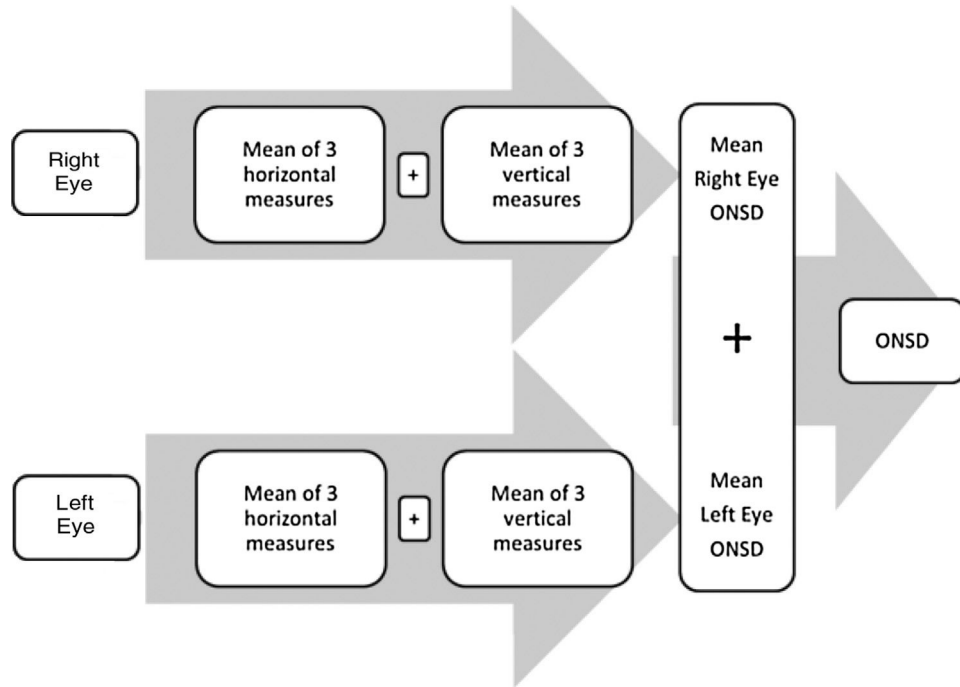 Right
Eye
Mean of 3
horizontal
measures
+
Mean of 3
vertical
measures
Mean
Right Eye
ONSD
+
Mean
Left Eye
ONSD
ONSD
Left
Eye
Mean of 3
horizontal
measures
+
Mean of 3
vertical
measures